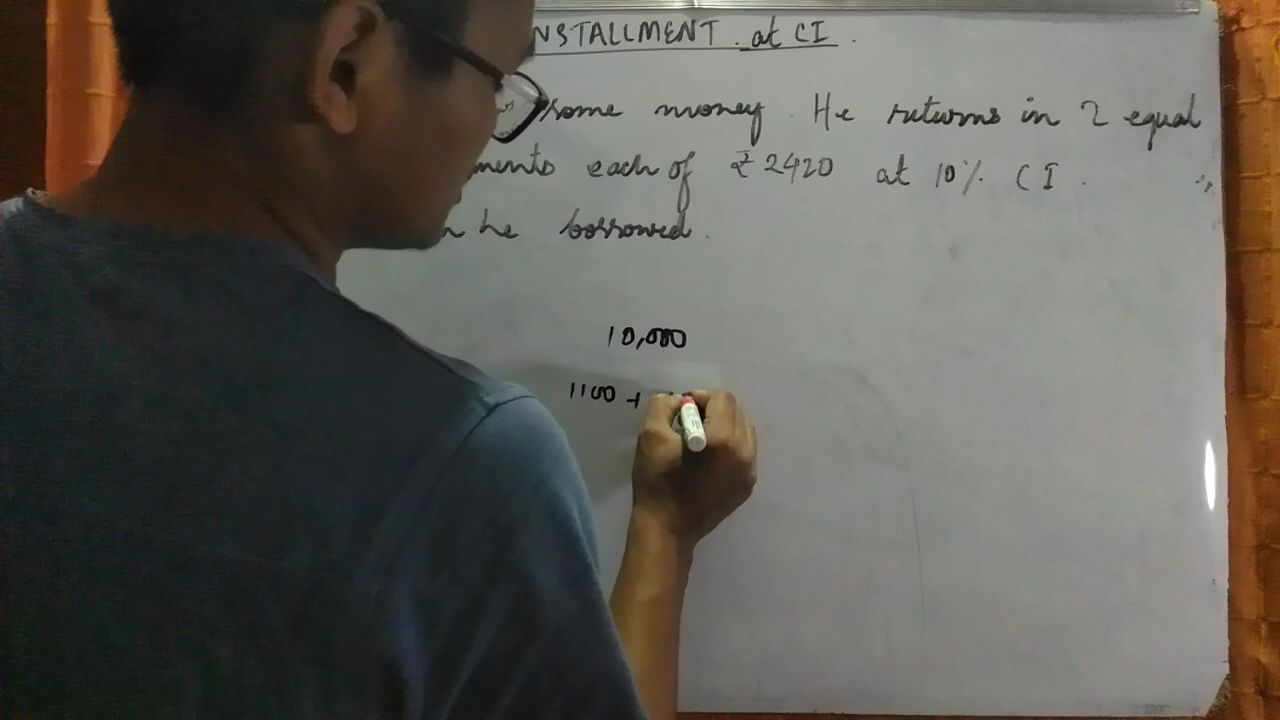 NSTALLMENT at CI.
some money. He returns in 2 equal
ments each of ₹2420 at 10% CI.
he borrowed.
10,000
1100 +